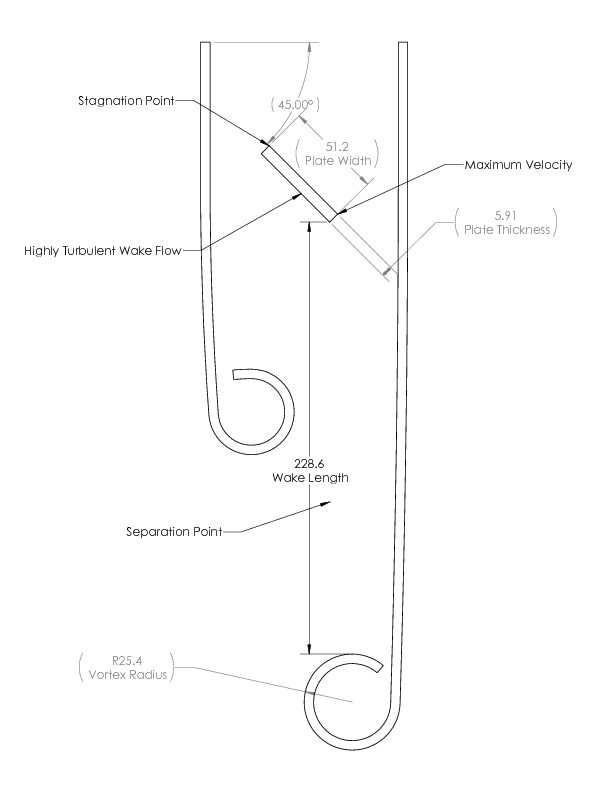 Stagnation Point
( 45.00° )
51.2
( Plate Width )
Maximum Velocity
5.91
( Plate Thickness )
Highly Turbulent Wake Flow
228.6
Wake Length
Separation Point
R25.4
( Vortex Radius )